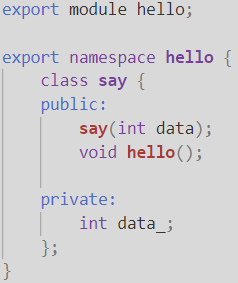 export module hello;
export namespace hello {
    class say {
    public:
        say(int data);
        void hello();
    private:
        int data_;
    };
}